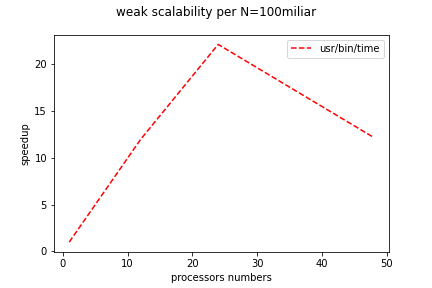 weak scalability per N=100miliar
usr/bin/time
20
15
10
5
0
speedup
0 10 20 30 40 50
processors numbers